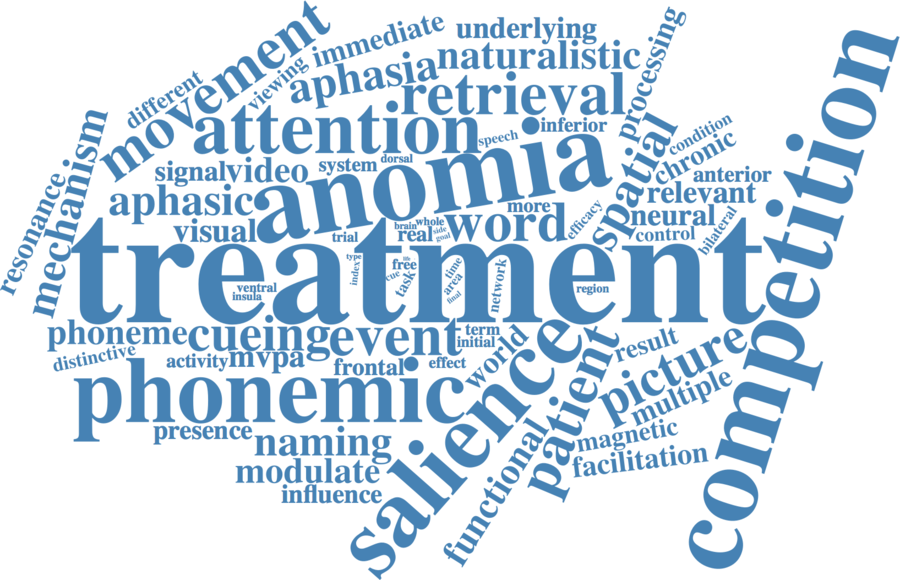 underlying
immediate
movement
viewing
different
aphasia
naturalistic
processing
retrieval
attention
speech
inferior
competition
mechanism
resonance
signal
video
system
dorsal
anomia
spatial
condition
chronic
anterior
relevant
aphasic
visual
trial
brain
whole
real
side
goal
word
more
efficacy
neural
control
bilateral
treatment
type
index
life
free
cue
task
time
area
final
network
ventral
insula
region
phoneme
cueing
event
term
initial
distinctive
activity
mvpa
frontal
effect
world
result
phonemic
salience
patient
picture
multiple
presence
naming
magnetic
modulate
functional
facilitation
influence